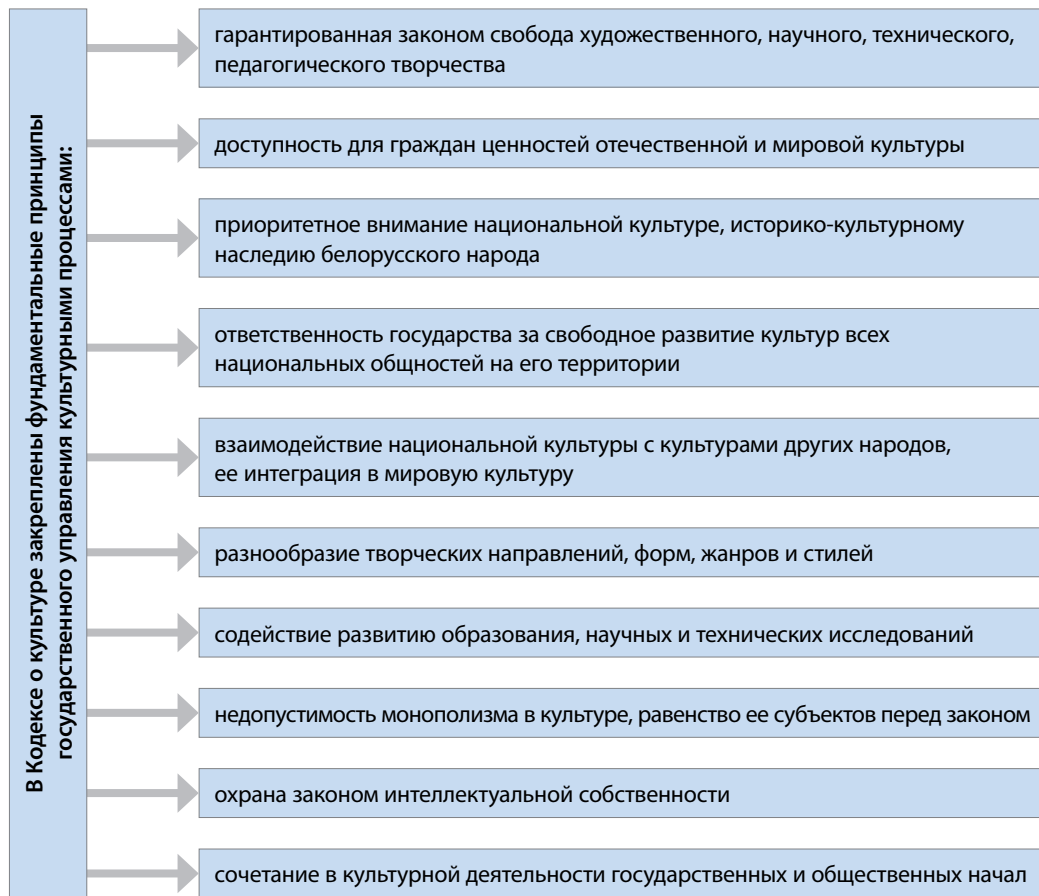 В Кодексе о культуре закреплены фундаментальные принципы
государственного управления культурными процессами:
гарантированная законом свобода художественного, научного, технического,
педагогического творчества
доступность для граждан ценностей отечественной и мировой культуры
приоритетное внимание национальной культуре, историко-культурному
наследию белорусского народа
ответственность государства за свободное развитие культур всех
национальных общностей на его территории
взаимодействие национальной культуры с культурами других народов,
ее интеграция в мировую культуру
разнообразие творческих направлений, форм, жанров и стилей
содействие развитию образования, научных и технических исследований
недопустимость монополизма в культуре, равенство ее субъектов перед законом
охрана законом интеллектуальной собственности
сочетание в культурной деятельности государственных и общественных начал